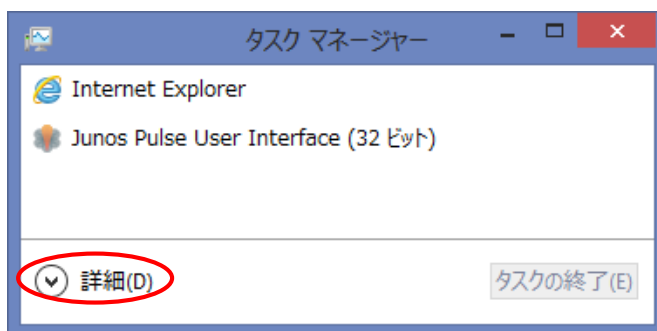 タスク マネージャー
Internet Explorer
Junos Pulse User Interface (32 ビット)
詳細(D)
タスクの終了(E)